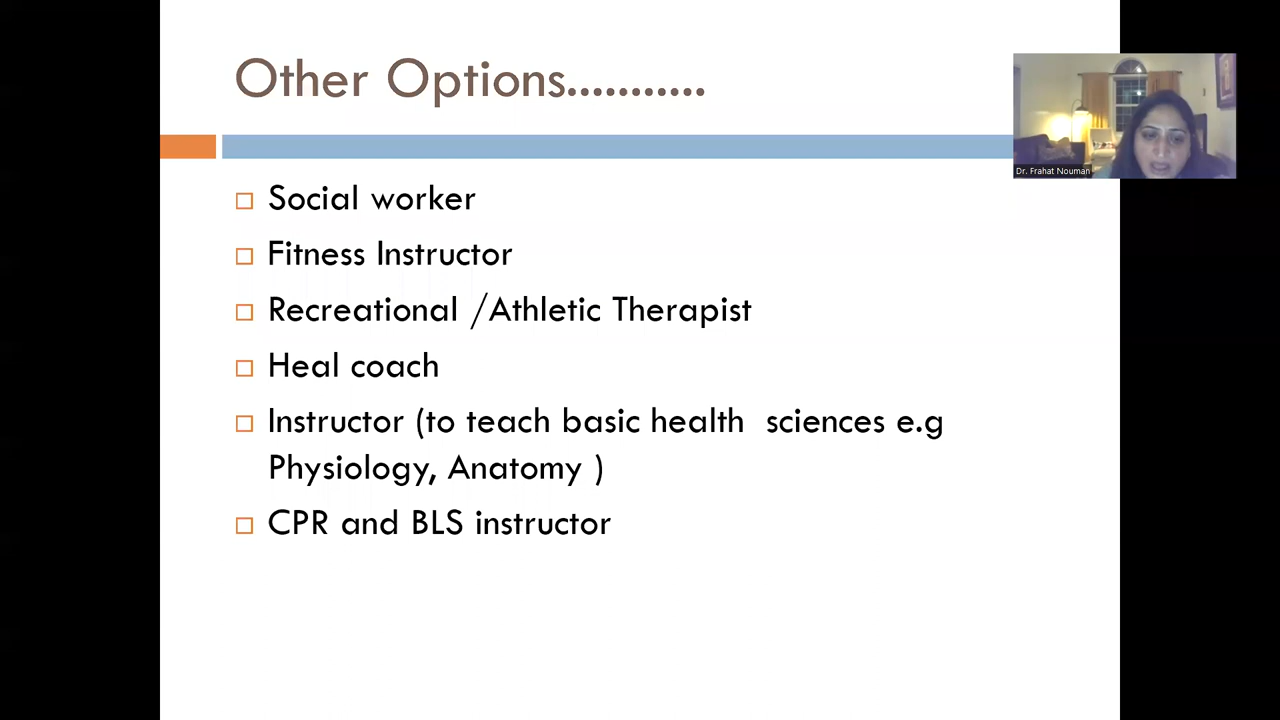 Other Options...........
Dr. Frahat Nouman
Social worker
Fitness Instructor
Recreational /Athletic Therapist
Heal coach
Instructor (to teach basic health  sciences e.g
Physiology, Anatomy )
CPR and BLS instructor